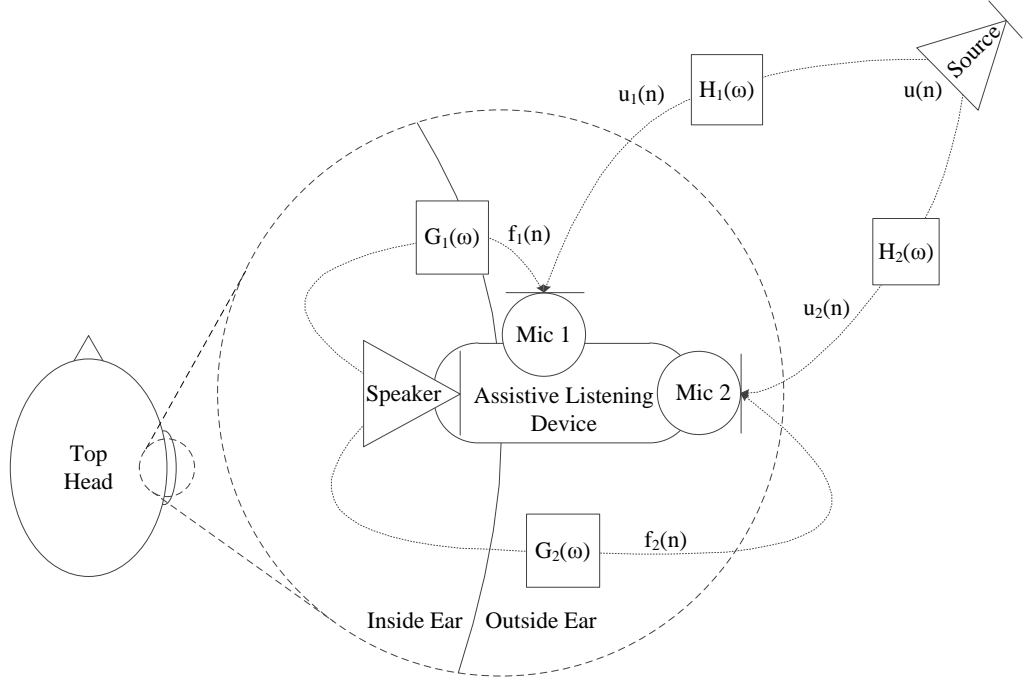 Source
H₁(ω)
u(n)
u₁(n)
G₁(ω)
f₁(n)
H₂(ω)
u₂(n)
Mic 1
Speaker
Assistive Listening
Device
Mic 2
Top
Head
G₂(ω)
f₂(n)
Inside Ear
Outside Ear